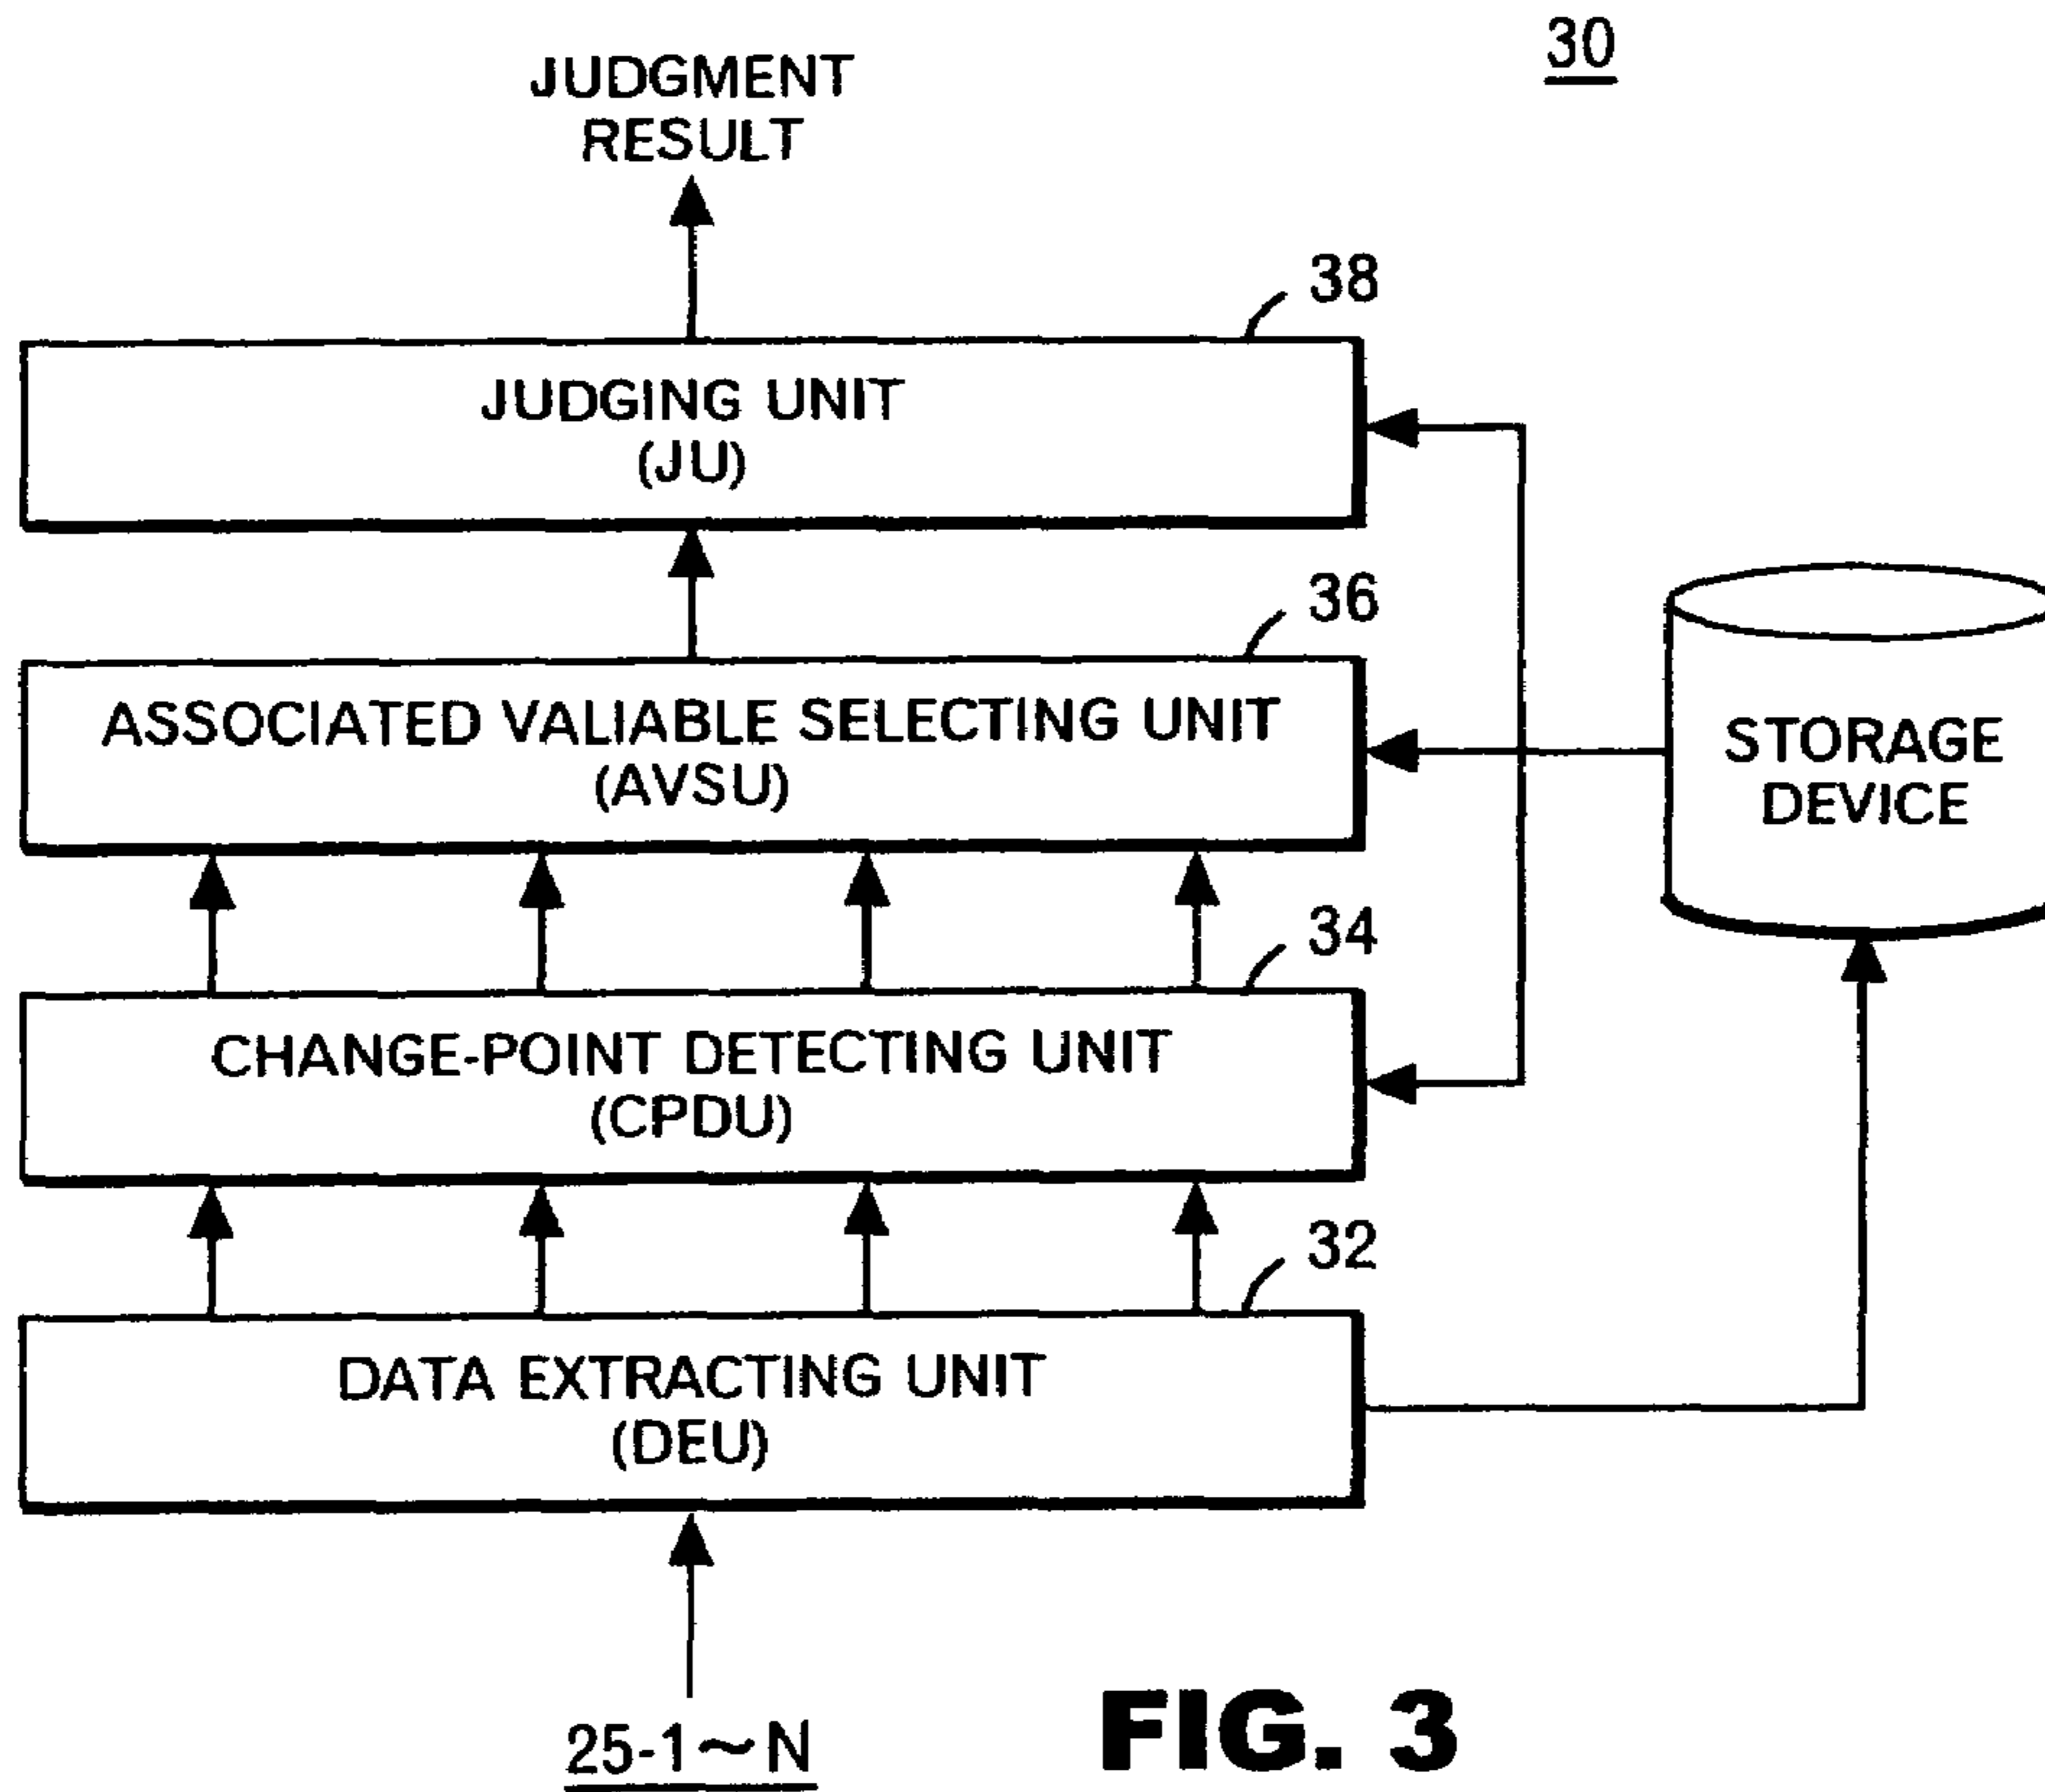 30
JUDGMENT
RESULT
38
JUDGING UNIT
(JU)
36
ASSOCIATED VALIABLE SELECTING UNIT
(AVSU)
STORAGE
DEVICE
34
CHANGE-POINT DETECTING UNIT
(CPDU)
32
DATA EXTRACTING UNIT
(DEU)
25-1~N
FIG. 3